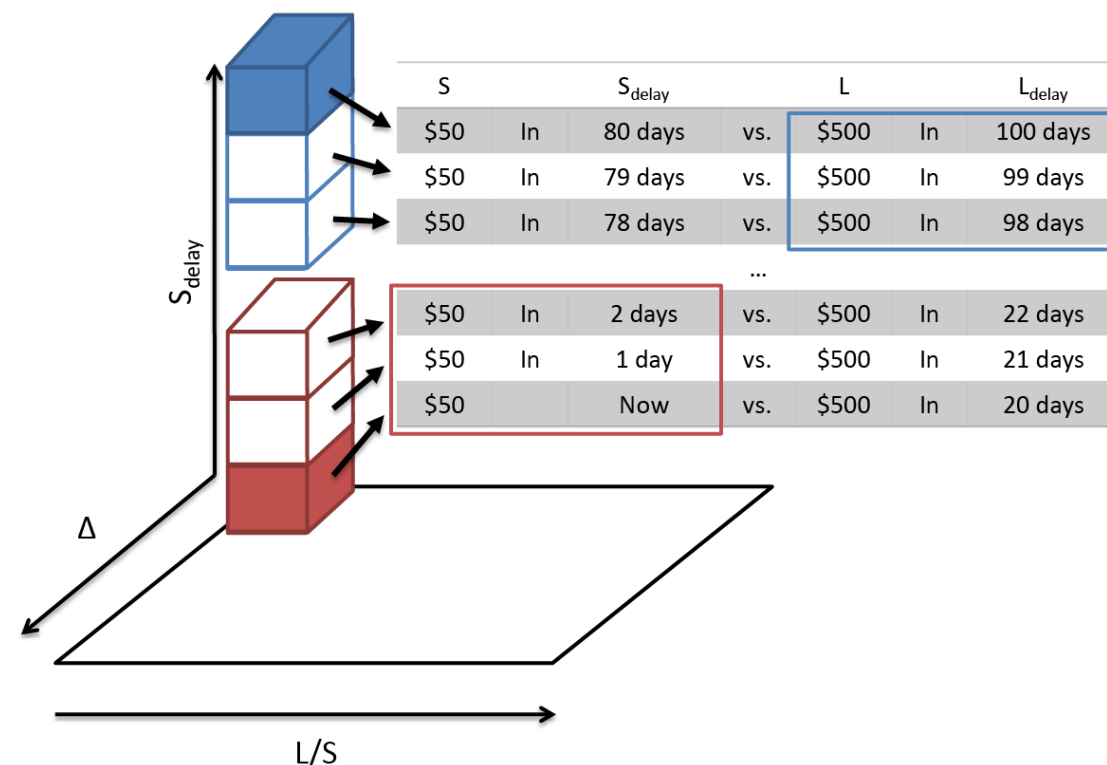 S S_delay L L_delay
$50 In 80 days vs. $500 In 100 days
$50 In 79 days vs. $500 In 99 days
$50 In 78 days vs. $500 In 98 days
...
$50 In 2 days vs. $500 In 22 days
$50 In 1 day vs. $500 In 21 days
$50 Now vs. $500 In 20 days
S_delay
Δ
L/S